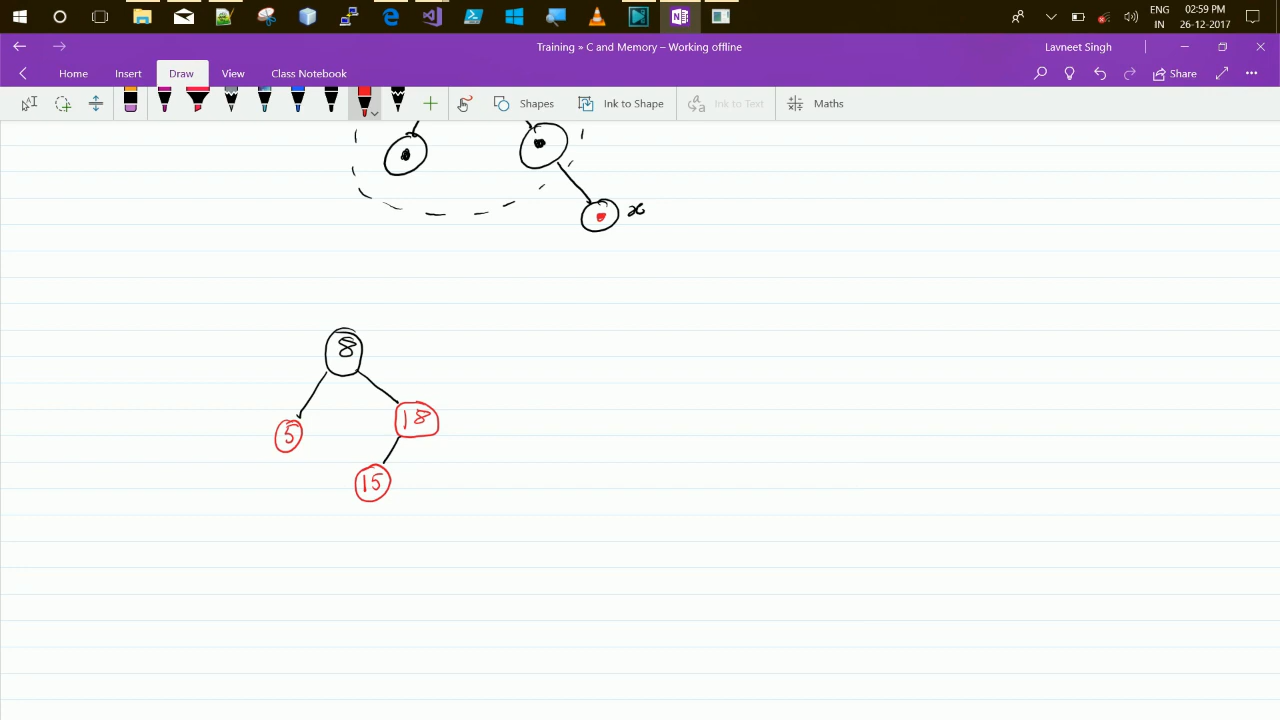 ENG 02:59 PM
IN 26-12-2017
Training » C and Memory – Working offline
Lavneet Singh
Home Insert Draw View Class Notebook
Share
Shapes Ink to Shape Ink to Text Maths
x
8
5 18
15